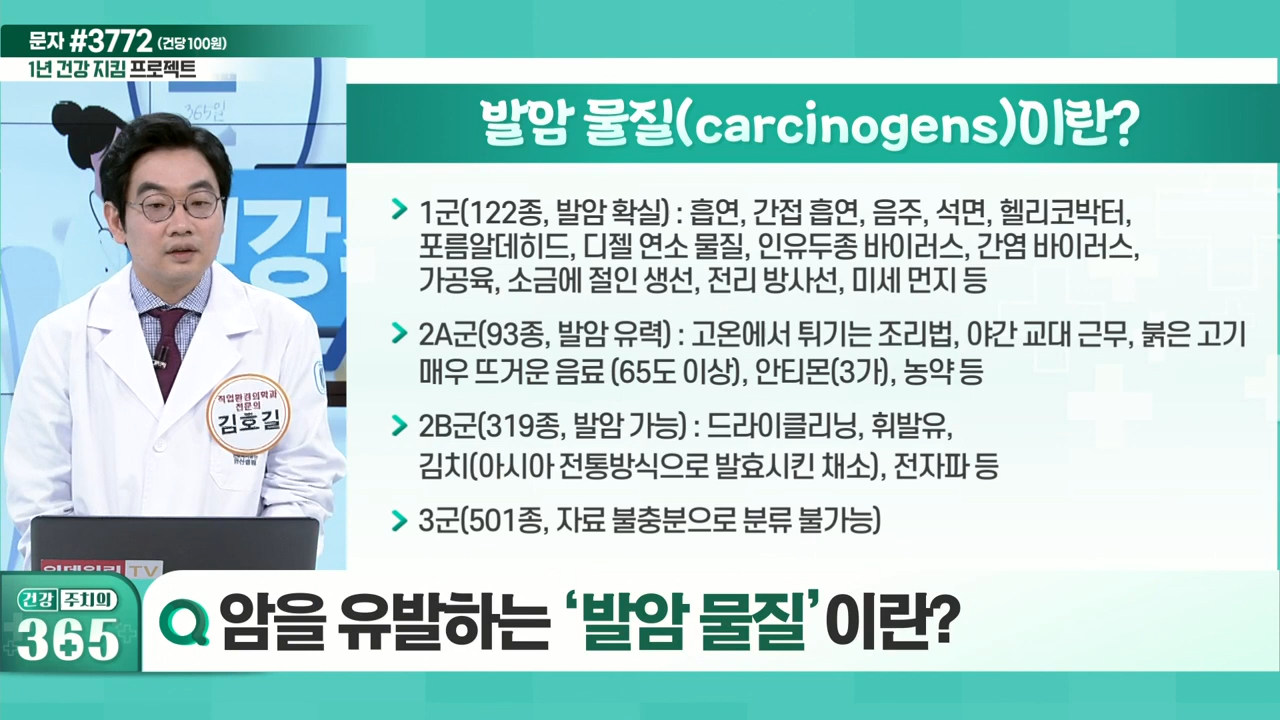 문자 #3772 (건당 100원)
1년 건강 지킴 프로젝트
365일
건강
발암 물질(carcinogens)이란?
1군(122종, 발암 확실) : 흡연, 간접 흡연, 음주, 석면, 헬리코박터,
포름알데히드, 디젤 연소 물질, 인유두종 바이러스, 간염 바이러스,
가공육, 소금에 절인 생선, 전리 방사선, 미세 먼지 등
2A군(93종, 발암 유력) : 고온에서 튀기는 조리법, 야간 교대 근무, 붉은 고기
매우 뜨거운 음료 (65도 이상), 안티몬(3가), 농약 등
2B군(319종, 발암 가능) : 드라이클리닝, 휘발유,
김치(아시아 전통방식으로 발효시킨 채소), 전자파 등
3군(501종, 자료 불충분으로 분류 불가능)
직업환경의학과
전문의
김호길
이데일리 TV
건강 주치의
365
Q 암을 유발하는 ‘발암 물질’이란?